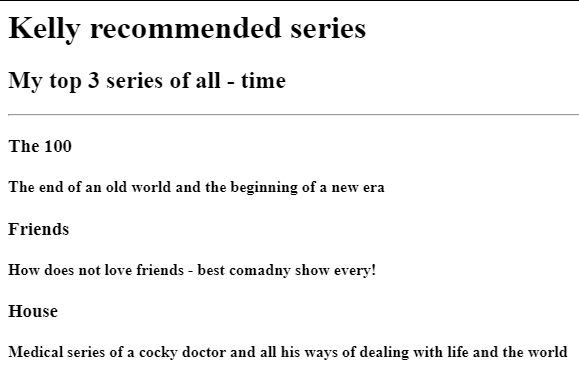 Kelly recommended series
My top 3 series of all - time
The 100
The end of an old world and the beginning of a new era
Friends
How does not love friends - best comadny show every!
House
Medical series of a cocky doctor and all his ways of dealing with life and the world